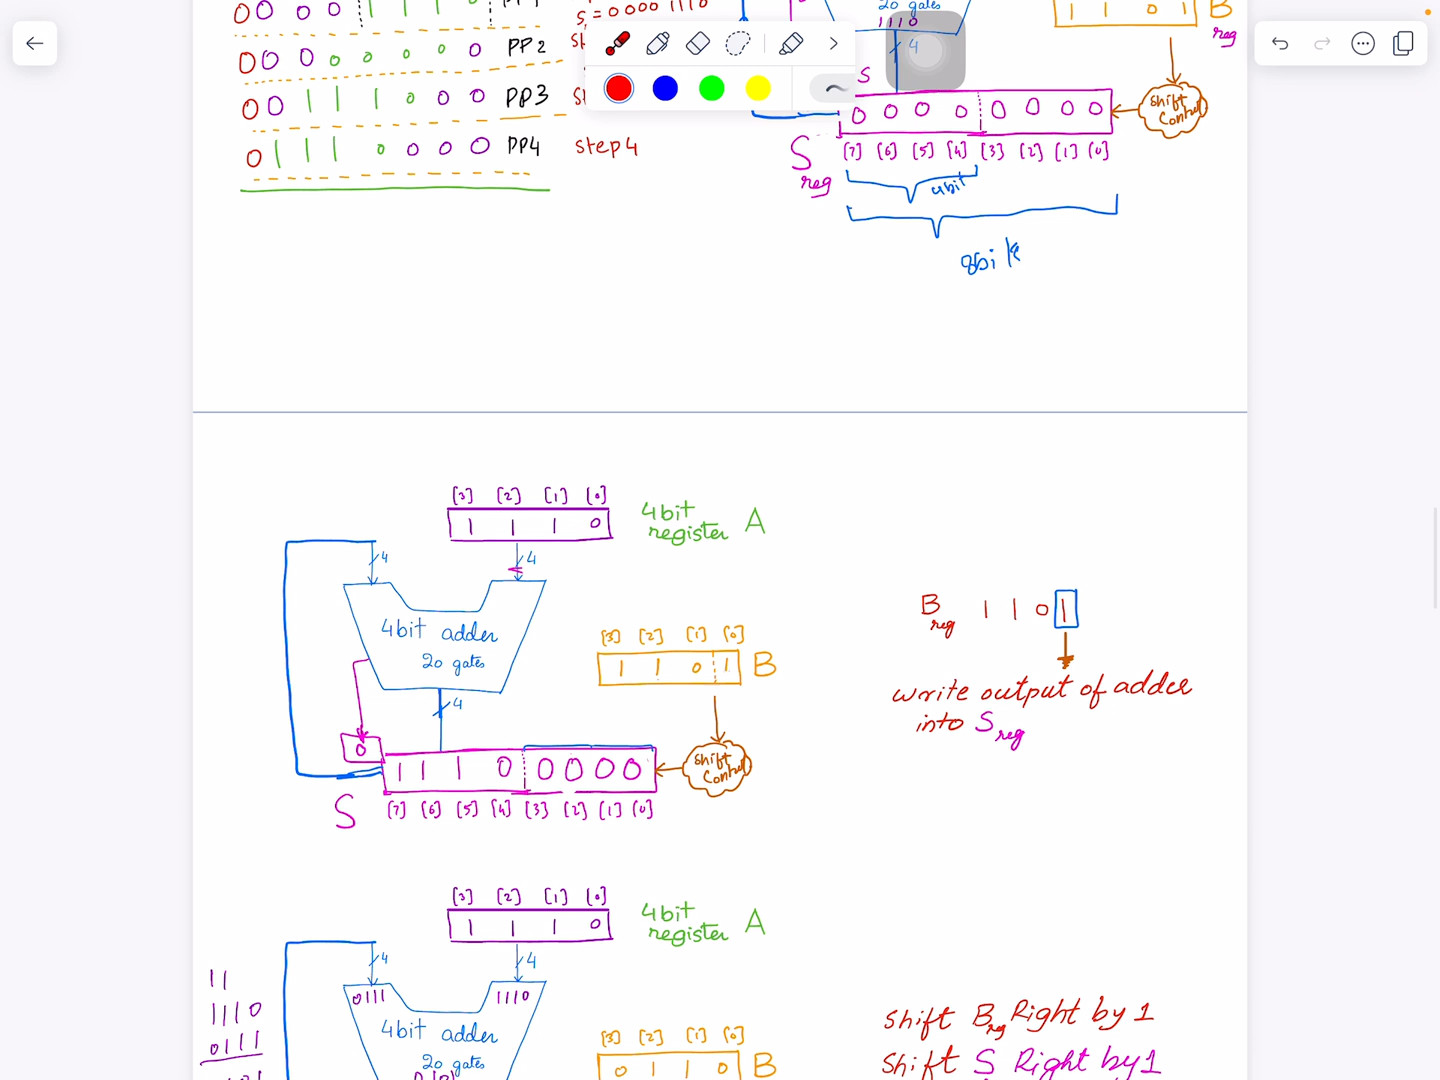 0 0 0 0 1 1 1 0 PP1
S₁ = 0000 1110
0 0 0 0 0 0 0 0 PP2
0 0 1 1 1 0 0 0 PP3
0 1 1 1 0 0 0 0 PP4 step4
20 gates
1110
4
1 1 0 1 B
reg
S
0 0 0 0 0 0 0 0
shift
Control
S
reg
[7] [6] [5] [4] [3] [2] [1] [0]
4bit
8bit
[3] [2] [1] [0]
1 1 1 0
4bit
register A
4 4
4bit adder
20 gates
4
[3] [2] [1] [0]
1 1 0 1 B
shift
Control
0
1 1 1 0 0 0 0 0
S
[7] [6] [5] [4] [3] [2] [1] [0]
B reg 1 1 0 1
write output of adder
into S reg
[3] [2] [1] [0]
1 1 1 0
4bit
register A
4 4
11
1110
0111
0111 1110
4bit adder
20 gates
[3] [2] [1] [0]
0 1 1 0 B
shift B reg Right by 1
shift S Right by 1